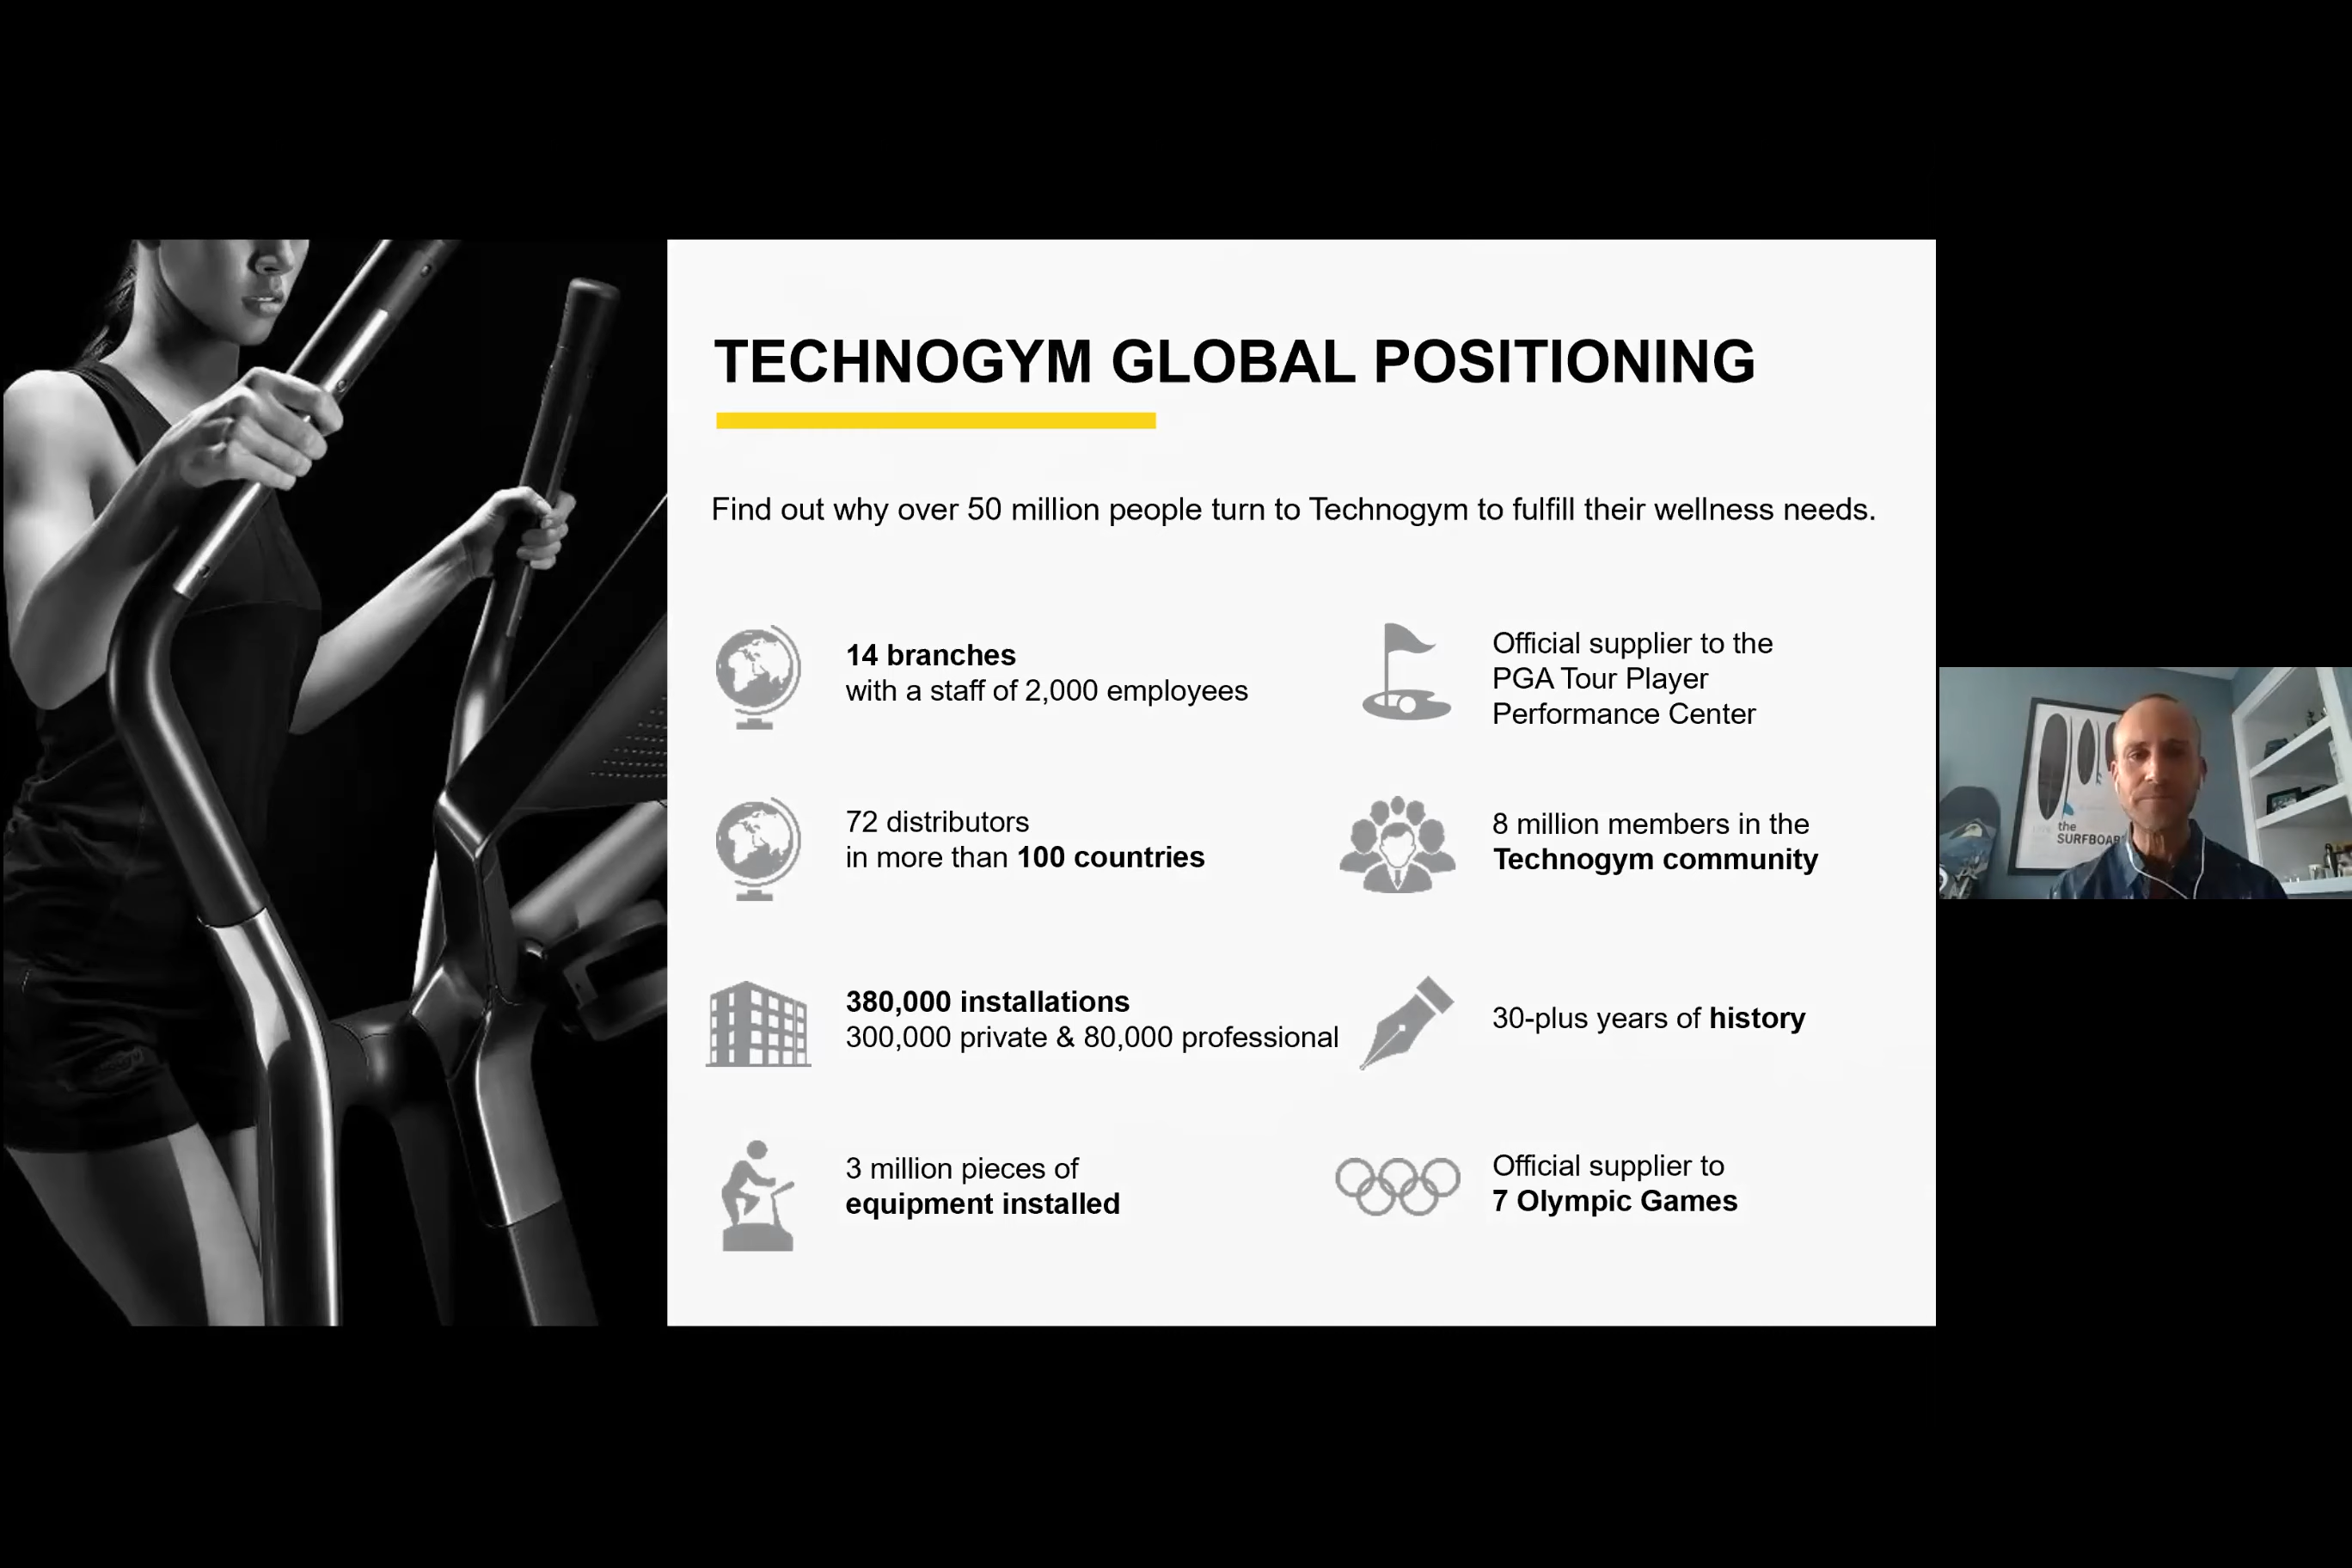 TECHNOGYM GLOBAL POSITIONING
Find out why over 50 million people turn to Technogym to fulfill their wellness needs.
14 branches
with a staff of 2,000 employees
72 distributors
in more than 100 countries
380,000 installations
300,000 private & 80,000 professional
3 million pieces of
equipment installed
Official supplier to the
PGA Tour Player
Performance Center
8 million members in the
Technogym community
30-plus years of history
Official supplier to
7 Olympic Games
the